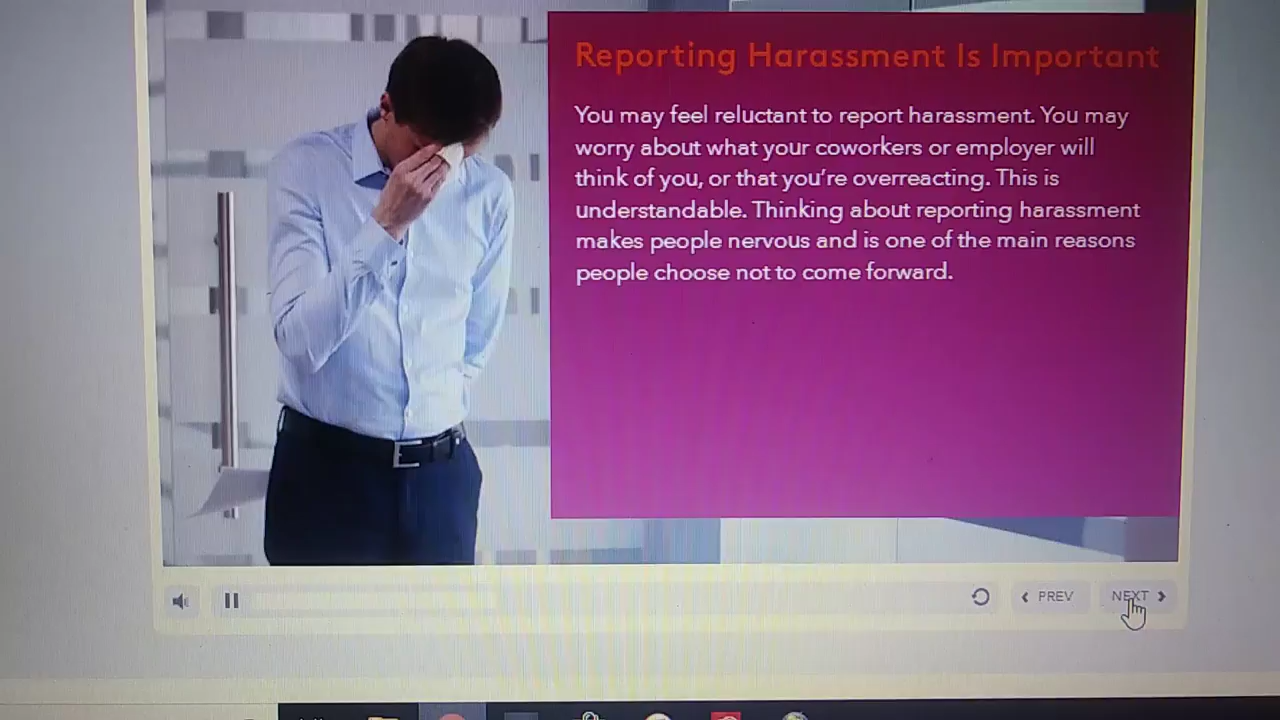 Reporting Harassment Is Important
You may feel reluctant to report harassment. You may
worry about what your coworkers or employer will
think of you, or that you're overreacting. This is
understandable. Thinking about reporting harassment
makes people nervous and is one of the main reasons
people choose not to come forward.
PREV
NEXT